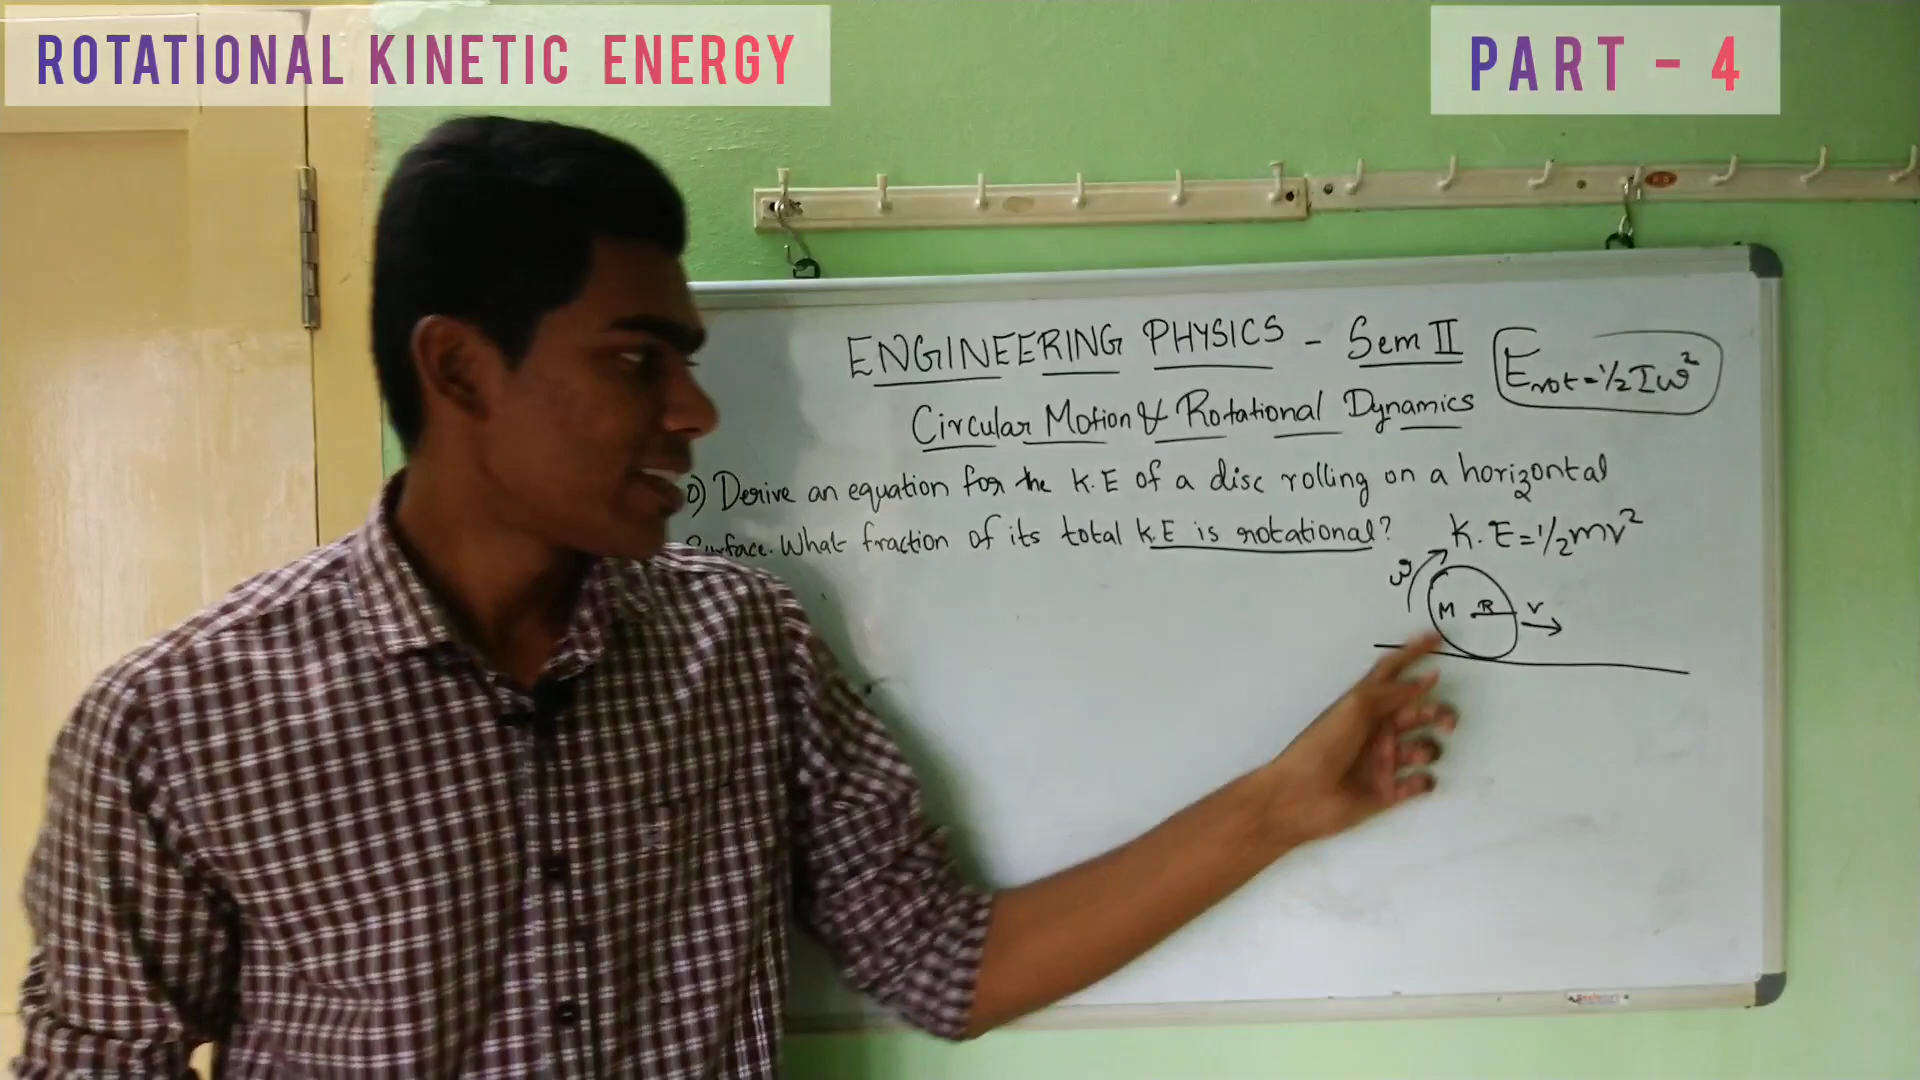 ROTATIONAL KINETIC ENERGY
PART - 4
ENGINEERING PHYSICS - Sem II
E rot = 1/2 Iω²
Circular Motion & Rotational Dynamics
Q) Derive an equation for the K.E of a disc rolling on a horizontal
Surface. What fraction of its total K.E is rotational?
K.E = 1/2 mv²
ω
M R v